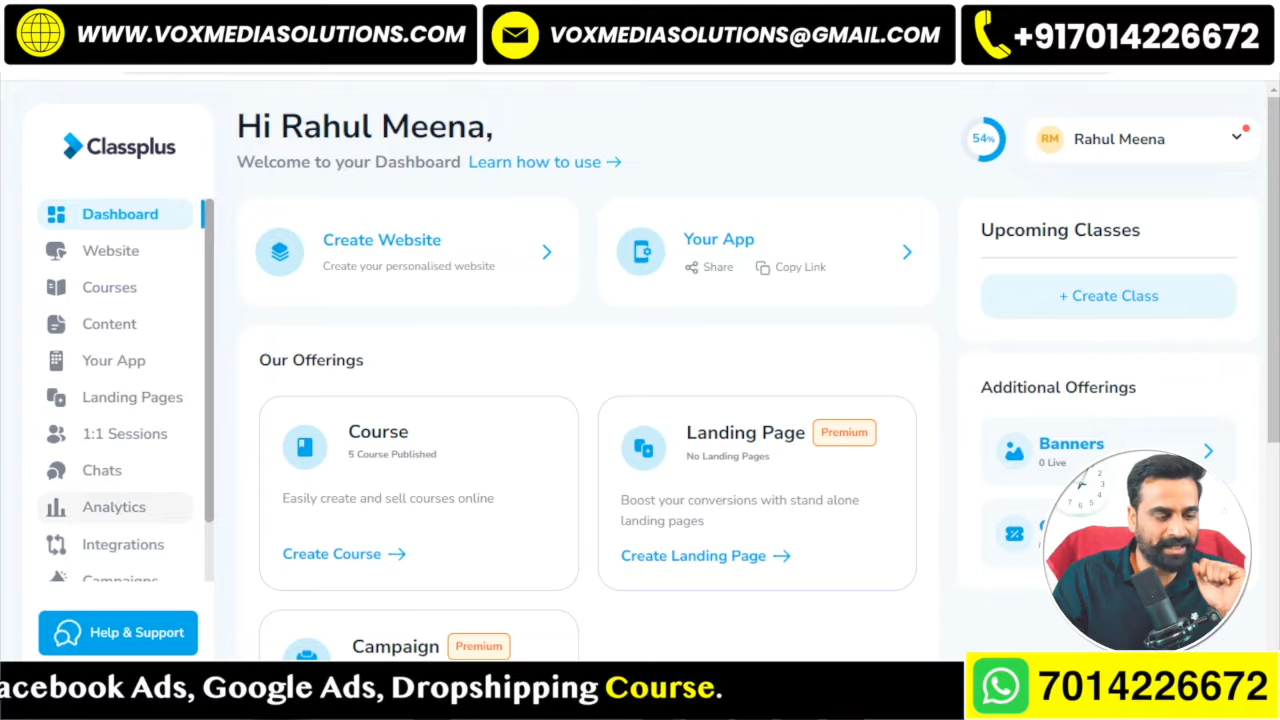 WWW.VOXMEDIASOLUTIONS.COM
VOXMEDIASOLUTIONS@GMAIL.COM
+917014226672
Classplus
Hi Rahul Meena,
Welcome to your Dashboard Learn how to use →
54%
RM Rahul Meena
Dashboard
Website
Courses
Content
Your App
Landing Pages
1:1 Sessions
Chats
Analytics
Integrations
Campaigns
Help & Support
Create Website
Create your personalised website
Your App
Share Copy Link
Our Offerings
Course
5 Course Published
Easily create and sell courses online
Create Course →
Landing Page Premium
No Landing Pages
Boost your conversions with stand alone
landing pages
Create Landing Page →
Campaign Premium
Upcoming Classes
+ Create Class
Additional Offerings
Banners
0 Live
acebook Ads, Google Ads, Dropshipping Course.
7014226672